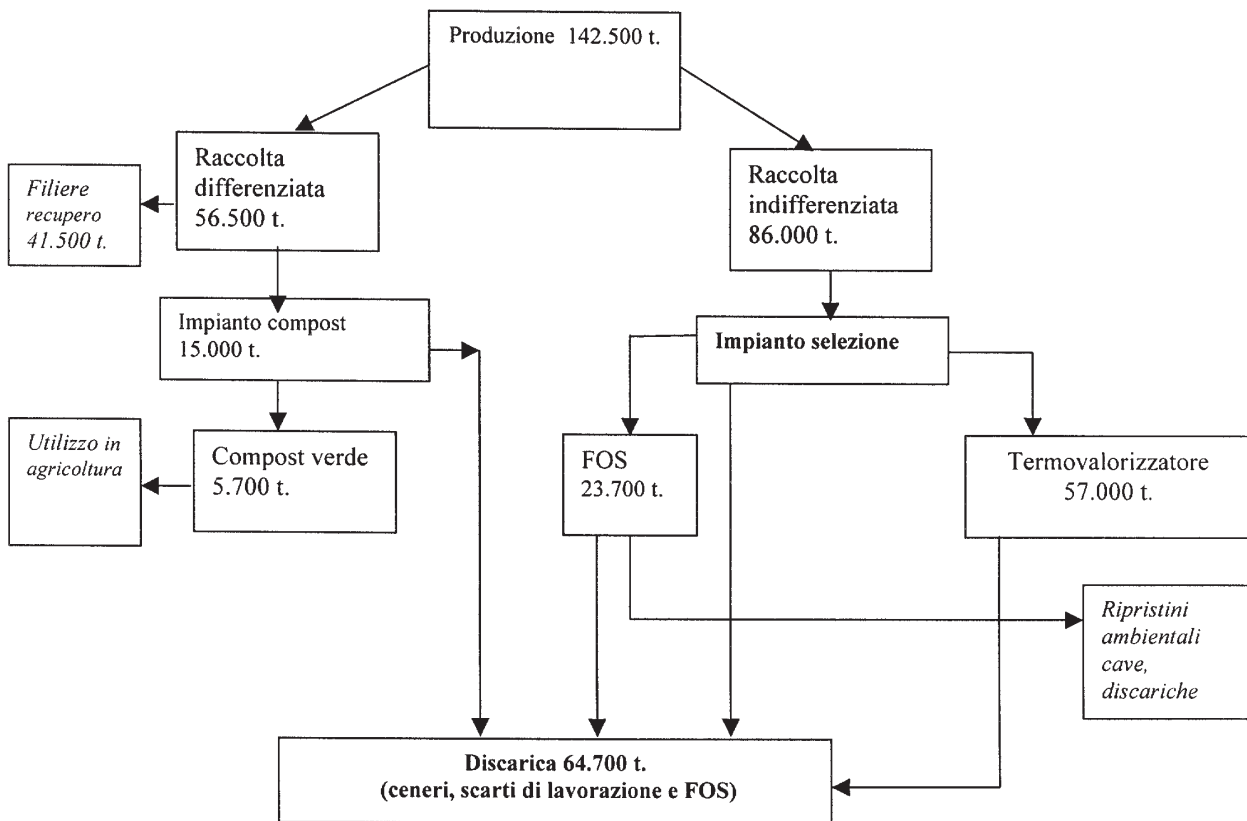 Produzione 142.500 t.
Raccolta
differenziata
56.500 t.
Filiere
recupero
41.500 t.
Raccolta
indifferenziata
86.000 t.
Impianto compost
15.000 t.
Impianto selezione
Utilizzo in
agricoltura
Compost verde
5.700 t.
FOS
23.700 t.
Termovalorizzatore
57.000 t.
Ripristini
ambientali
cave,
discariche
Discarica 64.700 t.
(ceneri, scarti di lavorazione e FOS)